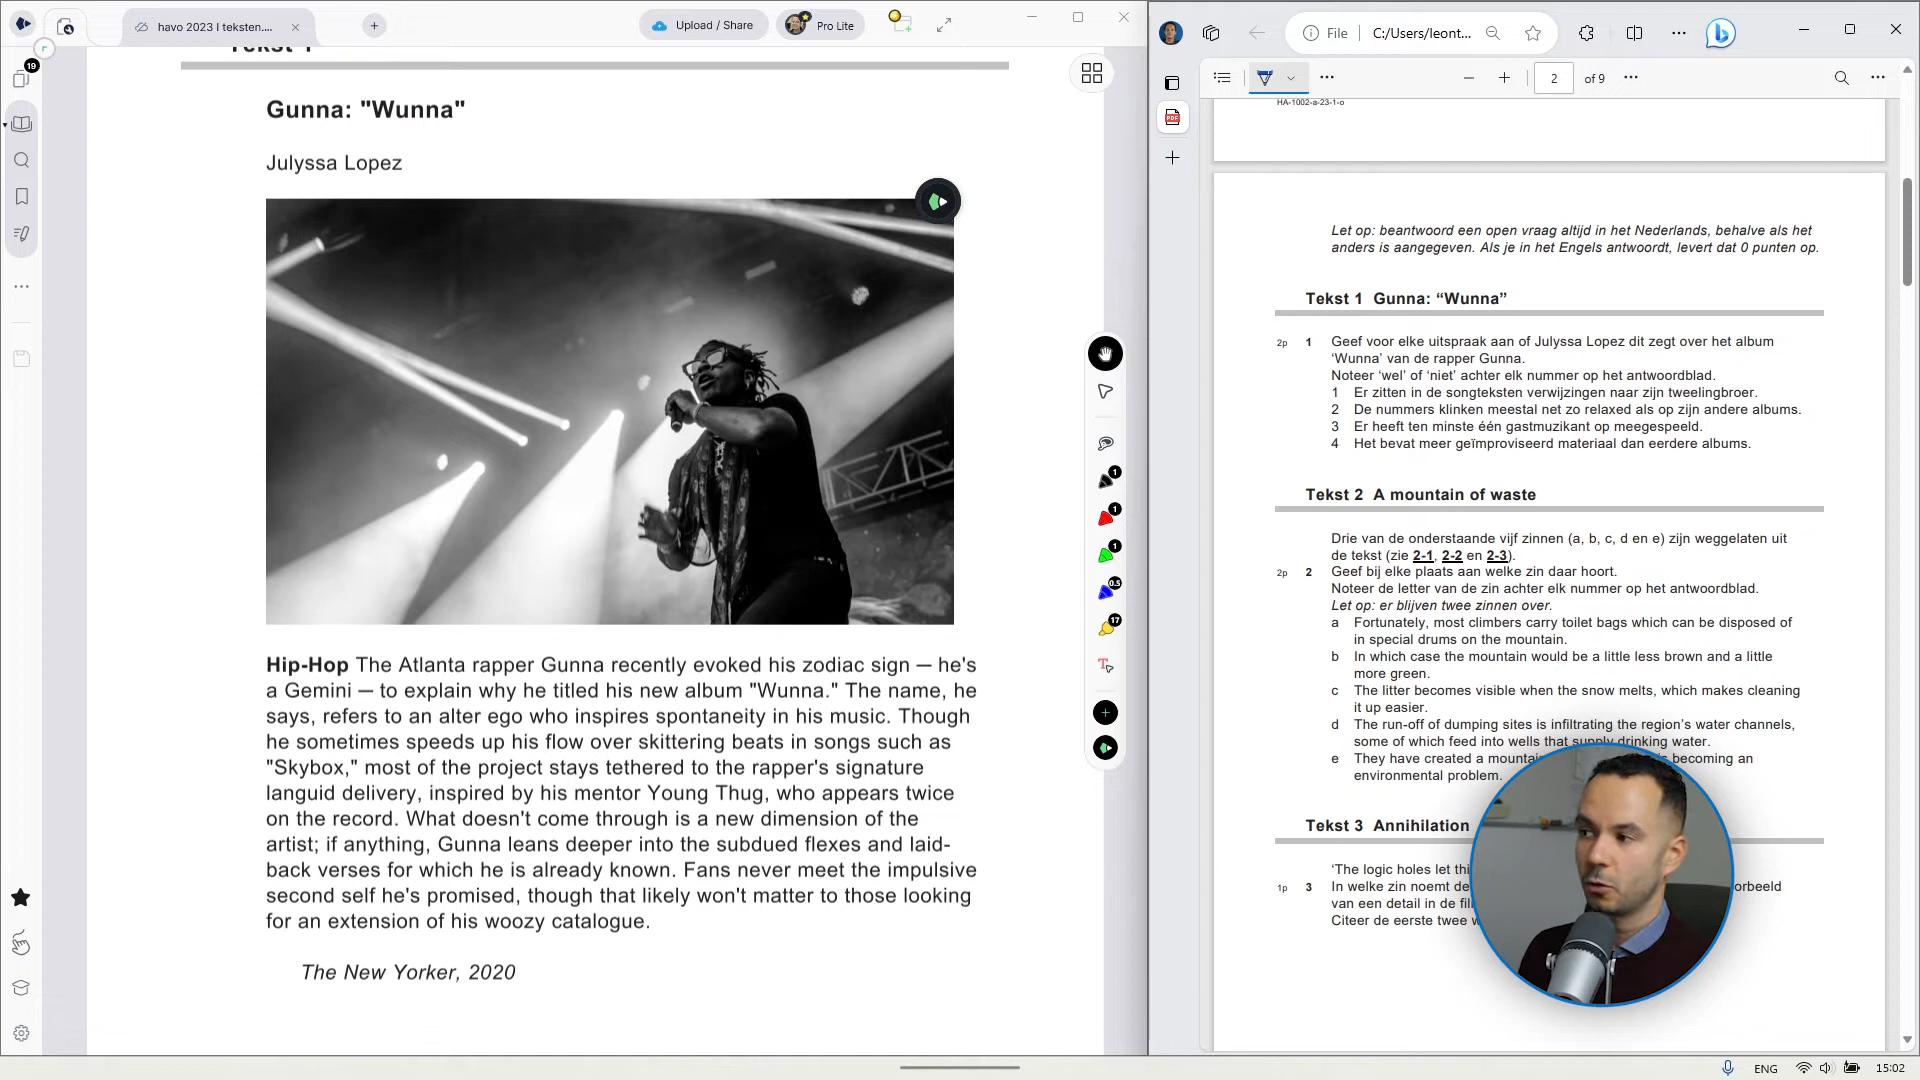 havo 2023 I teksten....
Upload / Share
Pro Lite
19
Gunna: "Wunna"
Julyssa Lopez
Hip-Hop The Atlanta rapper Gunna recently evoked his zodiac sign — he's
a Gemini — to explain why he titled his new album "Wunna." The name, he
says, refers to an alter ego who inspires spontaneity in his music. Though
he sometimes speeds up his flow over skittering beats in songs such as
"Skybox," most of the project stays tethered to the rapper's signature
languid delivery, inspired by his mentor Young Thug, who appears twice
on the record. What doesn't come through is a new dimension of the
artist; if anything, Gunna leans deeper into the subdued flexes and laid-
back verses for which he is already known. Fans never meet the impulsive
second self he's promised, though that likely won't matter to those looking
for an extension of his woozy catalogue.
The New Yorker, 2020
1
1
1
0.5
17
T
File
C:/Users/leont...
2 of 9
HA-1002-a-23-1-o
Let op: beantwoord een open vraag altijd in het Nederlands, behalve als het
anders is aangegeven. Als je in het Engels antwoordt, levert dat 0 punten op.
Tekst 1 Gunna: “Wunna”
2p 1 Geef voor elke uitspraak aan of Julyssa Lopez dit zegt over het album
‘Wunna’ van de rapper Gunna.
Noteer ‘wel’ of ‘niet’ achter elk nummer op het antwoordblad.
1 Er zitten in de songteksten verwijzingen naar zijn tweelingbroer.
2 De nummers klinken meestal net zo relaxed als op zijn andere albums.
3 Er heeft ten minste één gastmuzikant op meegespeeld.
4 Het bevat meer geïmproviseerd materiaal dan eerdere albums.
Tekst 2 A mountain of waste
Drie van de onderstaande vijf zinnen (a, b, c, d en e) zijn weggelaten uit
de tekst (zie 2-1, 2-2 en 2-3).
2p 2 Geef bij elke plaats aan welke zin daar hoort.
Noteer de letter van de zin achter elk nummer op het antwoordblad.
Let op: er blijven twee zinnen over.
a Fortunately, most climbers carry toilet bags which can be disposed of
in special drums on the mountain.
b In which case the mountain would be a little less brown and a little
more green.
c The litter becomes visible when the snow melts, which makes cleaning
it up easier.
d The run-off of dumping sites is infiltrating the region’s water channels,
some of which feed into wells that supply drinking water.
e They have created a mountain becoming an
environmental problem.
Tekst 3 Annihilation
‘The logic holes let
1p 3 In welke zin noemt de
van een detail in de
Citeer de eerste twee
ENG
15:02